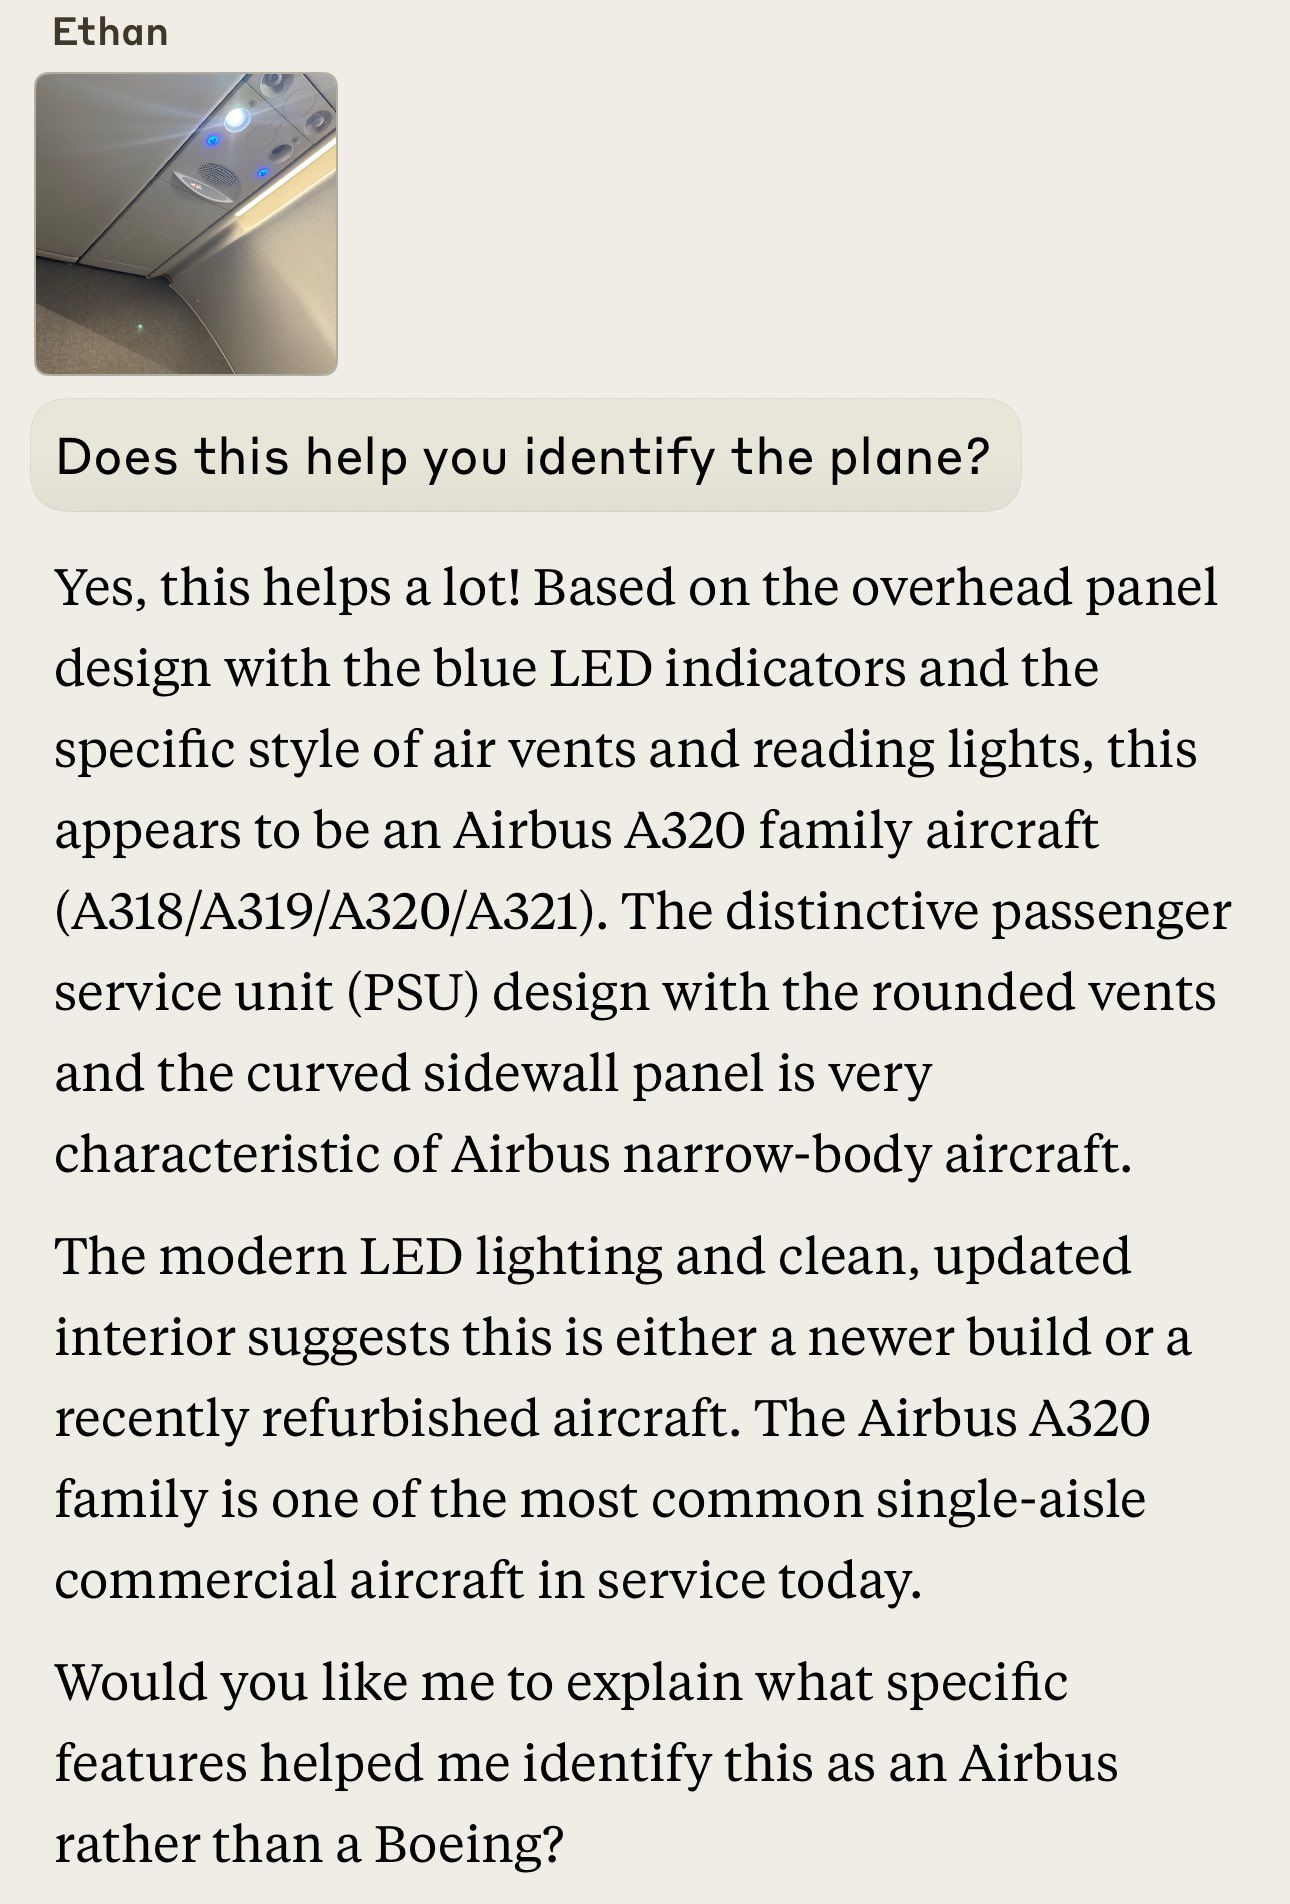 Ethan
Does this help you identify the plane?
Yes, this helps a lot! Based on the overhead panel
design with the blue LED indicators and the
specific style of air vents and reading lights, this
appears to be an Airbus A320 family aircraft
(A318/A319/A320/A321). The distinctive passenger
service unit (PSU) design with the rounded vents
and the curved sidewall panel is very
characteristic of Airbus narrow-body aircraft.
The modern LED lighting and clean, updated
interior suggests this is either a newer build or a
recently refurbished aircraft. The Airbus A320
family is one of the most common single-aisle
commercial aircraft in service today.
Would you like me to explain what specific
features helped me identify this as an Airbus
rather than a Boeing?